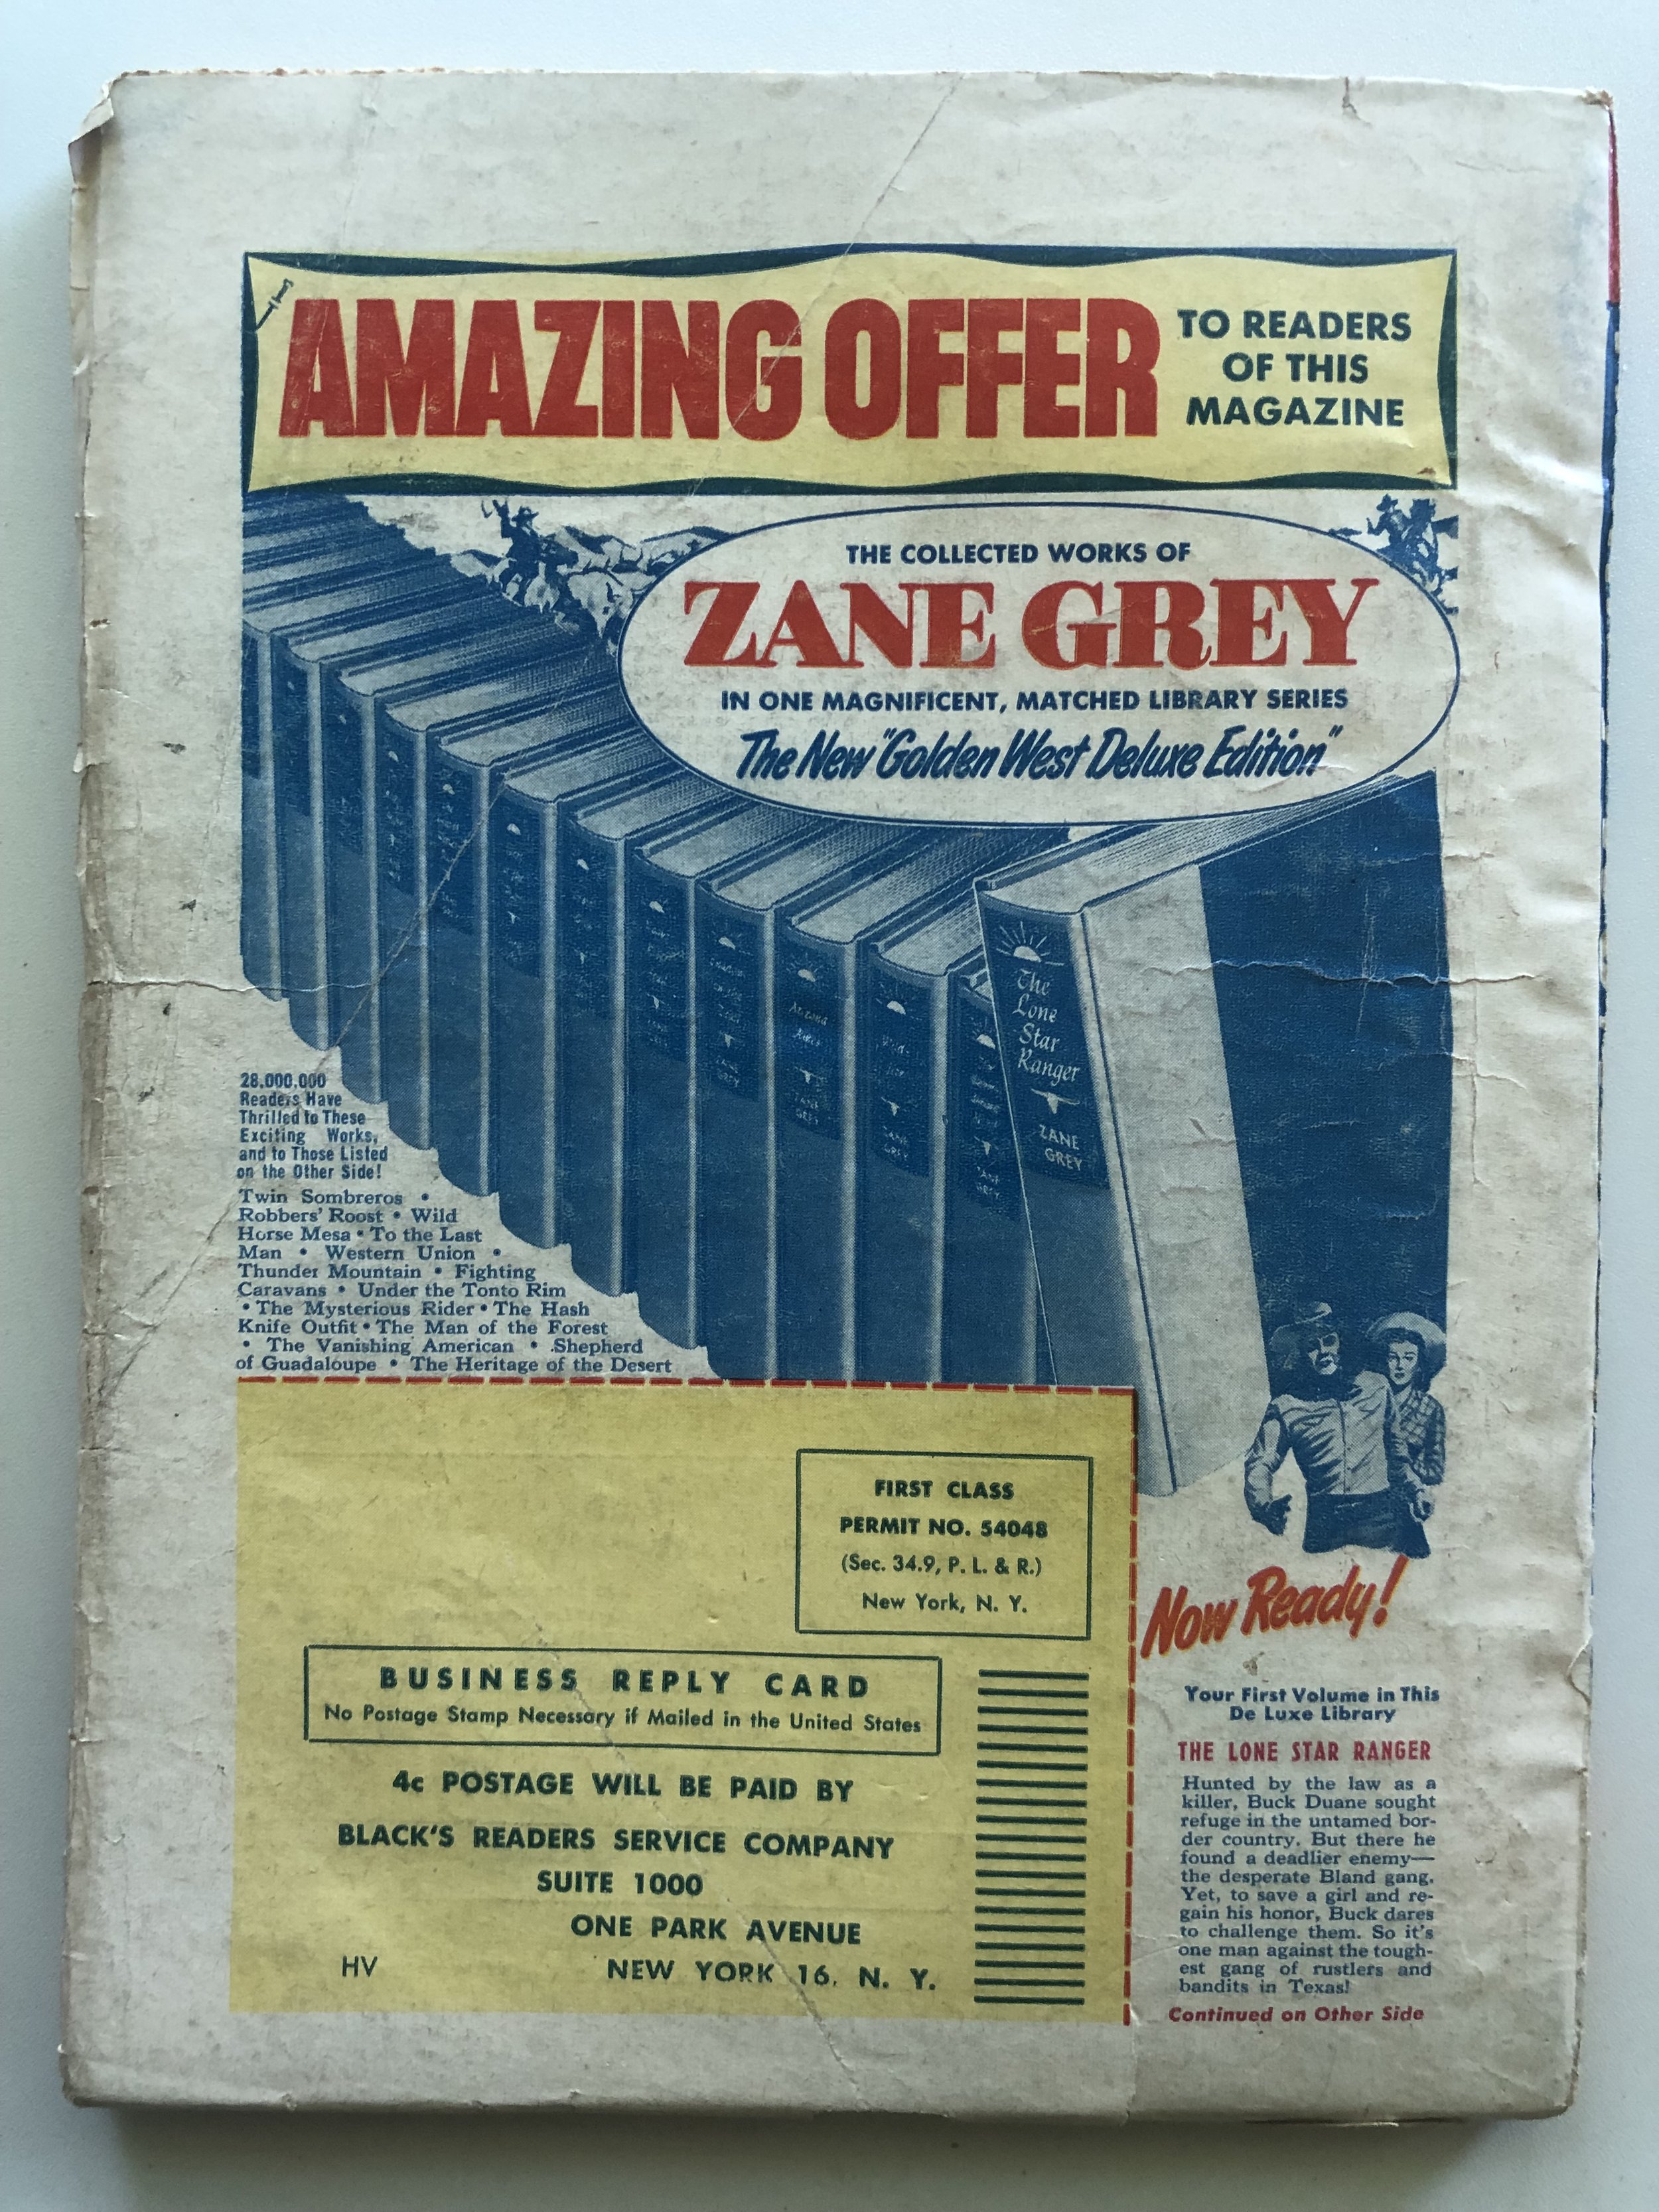 AMAZING OFFER
TO READERS
OF THIS
MAGAZINE
THE COLLECTED WORKS OF
ZANE GREY
IN ONE MAGNIFICENT, MATCHED LIBRARY SERIES
The New "Golden West Deluxe Edition"
The
Lone
Star
Ranger
ZANE
GREY
Arizona
Ames
ZANE
GREY
ZANE
GREY
ZANE
GREY
28,000,000
Readers Have
Thrilled to These
Exciting Works,
and to Those Listed
on the Other Side!
Twin Sombreros •
Robbers' Roost • Wild
Horse Mesa • To the Last
Man • Western Union •
Thunder Mountain • Fighting
Caravans • Under the Tonto Rim
• The Mysterious Rider • The Hash
Knife Outfit • The Man of the Forest
• The Vanishing American • Shepherd
of Guadaloupe • The Heritage of the Desert
FIRST CLASS
PERMIT NO. 54048
(Sec. 34.9, P. L. & R.)
New York, N. Y.
BUSINESS REPLY CARD
No Postage Stamp Necessary if Mailed in the United States
4c POSTAGE WILL BE PAID BY
BLACK'S READERS SERVICE COMPANY
SUITE 1000
ONE PARK AVENUE
HV NEW YORK 16, N. Y.
Now Ready!
Your First Volume in This
De Luxe Library
THE LONE STAR RANGER
Hunted by the law as a
killer, Buck Duane sought
refuge in the untamed bor-
der country. But there he
found a deadlier enemy—
the desperate Bland gang.
Yet, to save a girl and re-
gain his honor, Buck dares
to challenge them. So it's
one man against the tough-
est gang of rustlers and
bandits in Texas!
Continued on Other Side